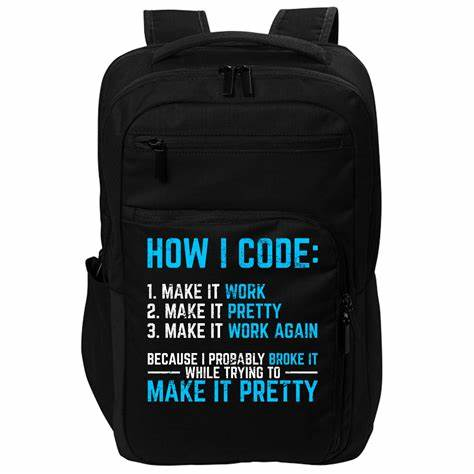 HOW I CODE:
1. MAKE IT WORK
2. MAKE IT PRETTY
3. MAKE IT WORK AGAIN
BECAUSE I PROBABLY BROKE IT
WHILE TRYING TO
MAKE IT PRETTY